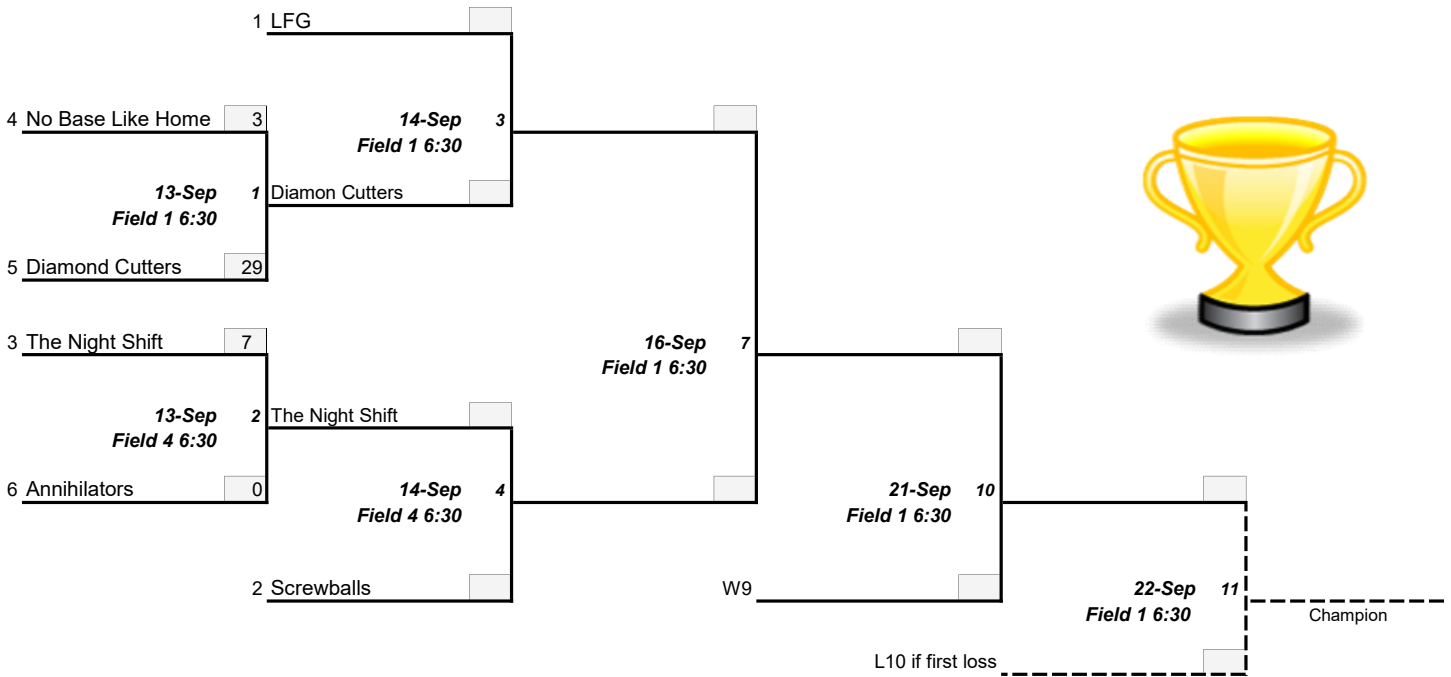 1 LFG
4 No Base Like Home 3
14-Sep 3
Field 1 6:30
13-Sep 1 Diamon Cutters
Field 1 6:30
5 Diamond Cutters 29
3 The Night Shift 7
16-Sep 7
Field 1 6:30
13-Sep 2 The Night Shift
Field 4 6:30
6 Annihilators 0
14-Sep 4
Field 4 6:30
21-Sep 10
Field 1 6:30
2 Screwballs
W9
22-Sep 11
Field 1 6:30
Champion
L10 if first loss